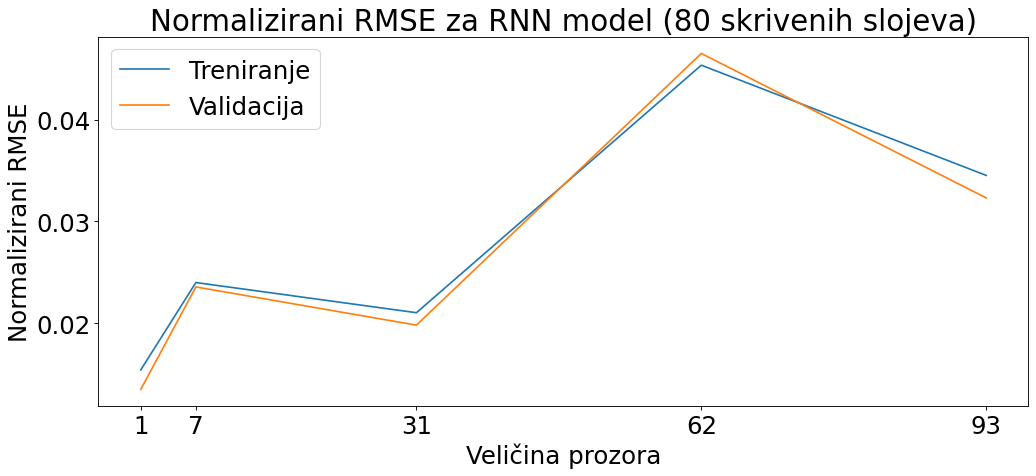 Normalizirani RMSE za RNN model (80 skrivenih slojeva)
Treniranje
Validacija
Normalizirani RMSE
0.04
0.03
0.02
1 7 31 62 93
Veličina prozora